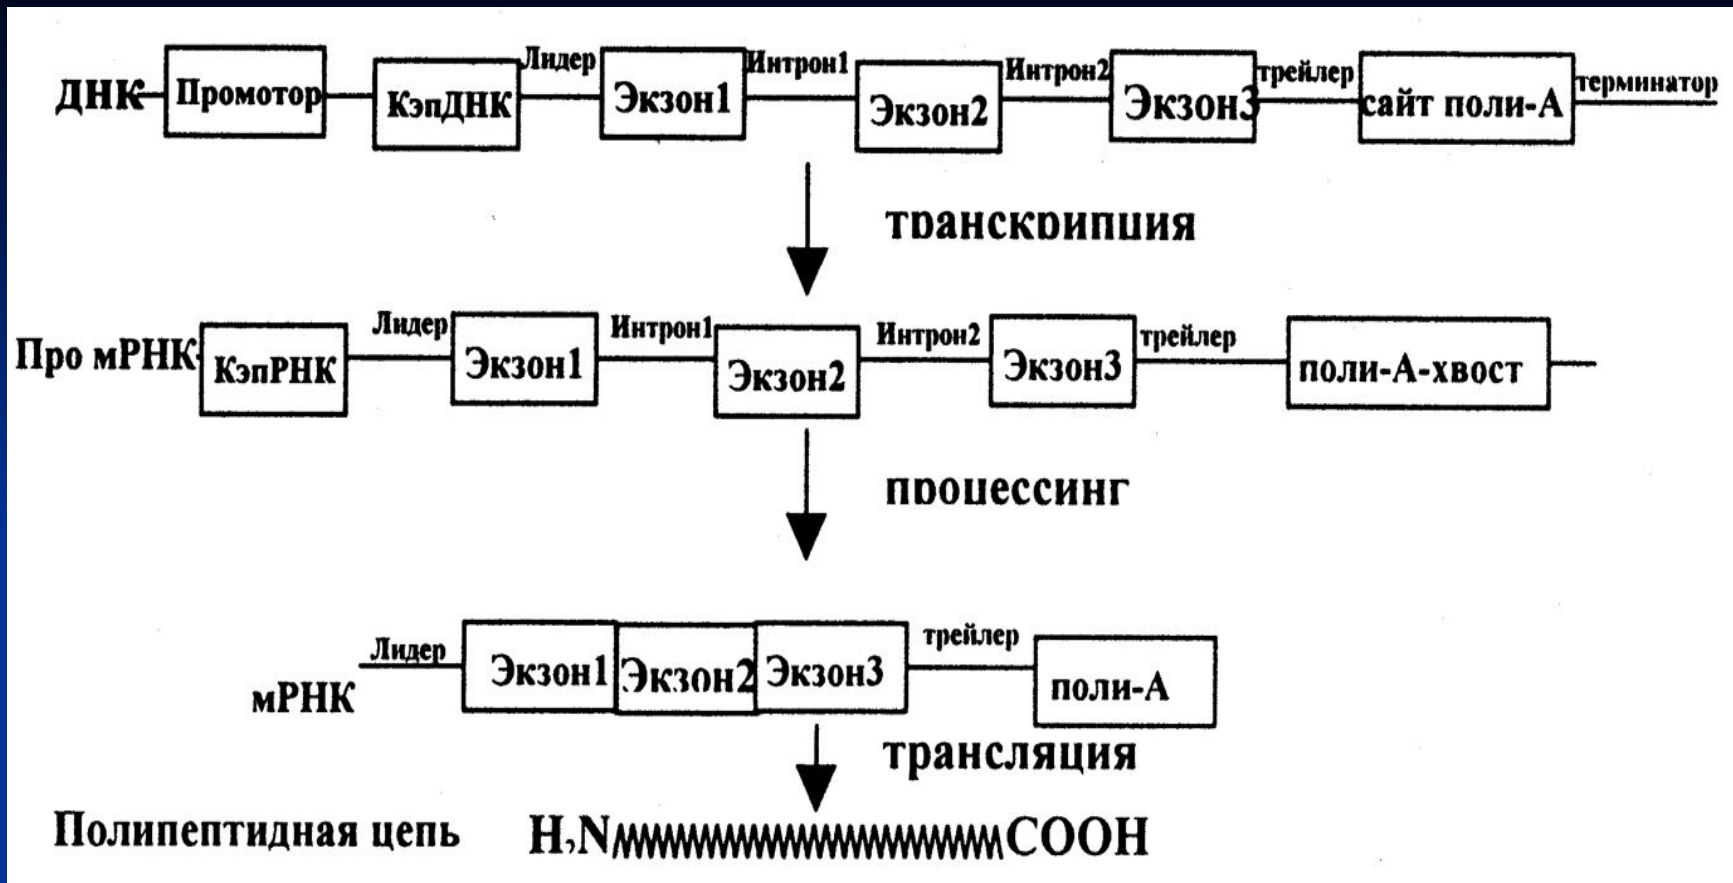 ДНК Промотор КэпДНК Лидер Экзон1 Интрон1 Экзон2 Интрон2 Экзон3 трейлер сайт поли-А терминатор
транскрипция
Про мРНК КэпРНК Лидер Экзон1 Интрон1 Экзон2 Интрон2 Экзон3 трейлер поли-А-хвост
процессинг
мРНК Лидер Экзон1 Экзон2 Экзон3 трейлер поли-А
трансляция
Полипептидная цепь H₂N COOH